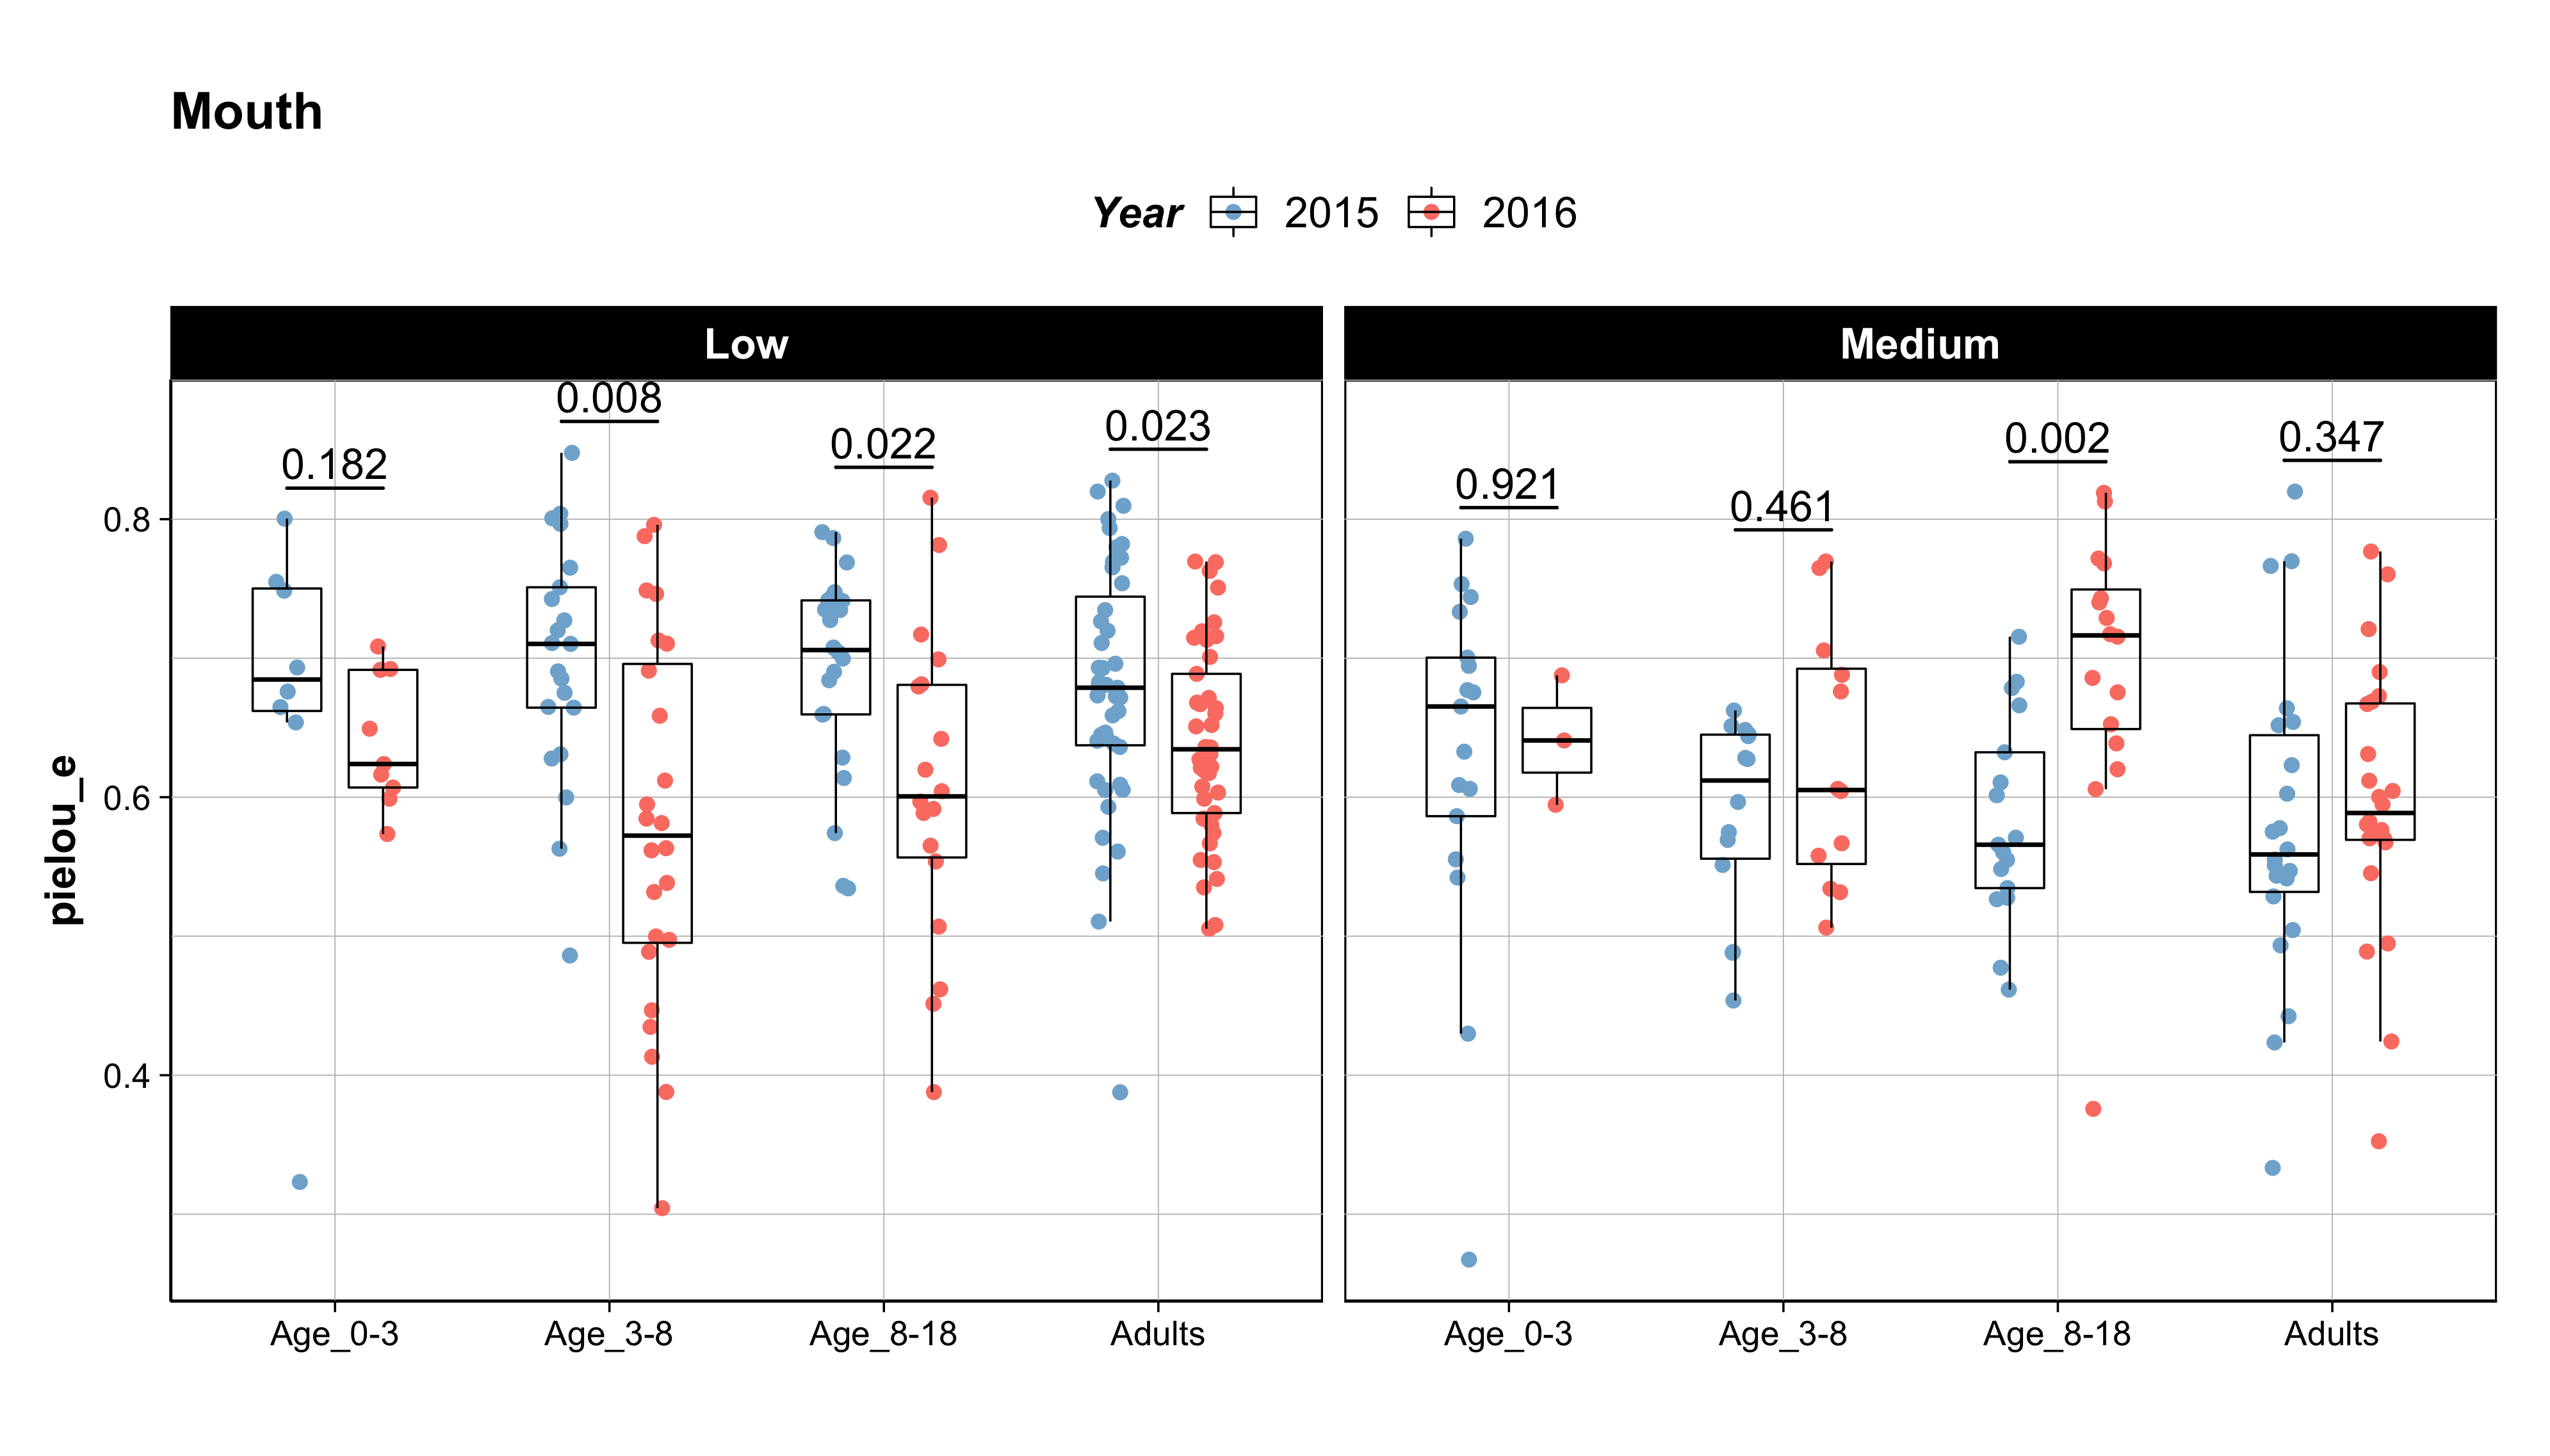 Mouth
Year 2015 2016
Low Medium
0.182 0.008 0.022 0.023 0.921 0.461 0.002 0.347
pielou_e
0.8
0.6
0.4
Age_0-3 Age_3-8 Age_8-18 Adults Age_0-3 Age_3-8 Age_8-18 Adults